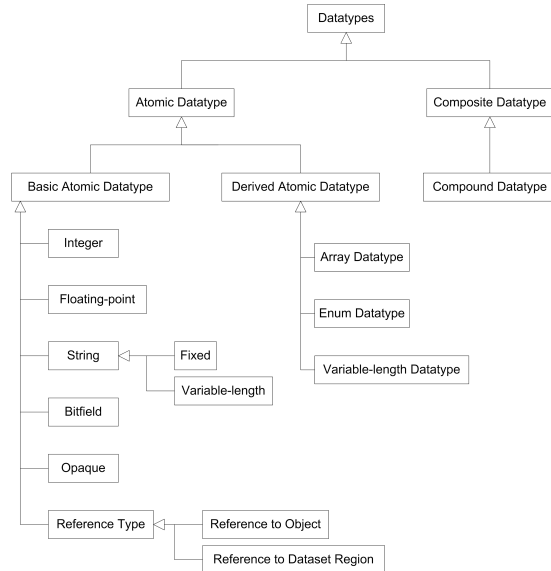 Datatypes
Atomic Datatype
Composite Datatype
Basic Atomic Datatype
Derived Atomic Datatype
Compound Datatype
Integer
Array Datatype
Floating-point
Enum Datatype
String
Fixed
Variable-length Datatype
Variable-length
Bitfield
Opaque
Reference Type
Reference to Object
Reference to Dataset Region